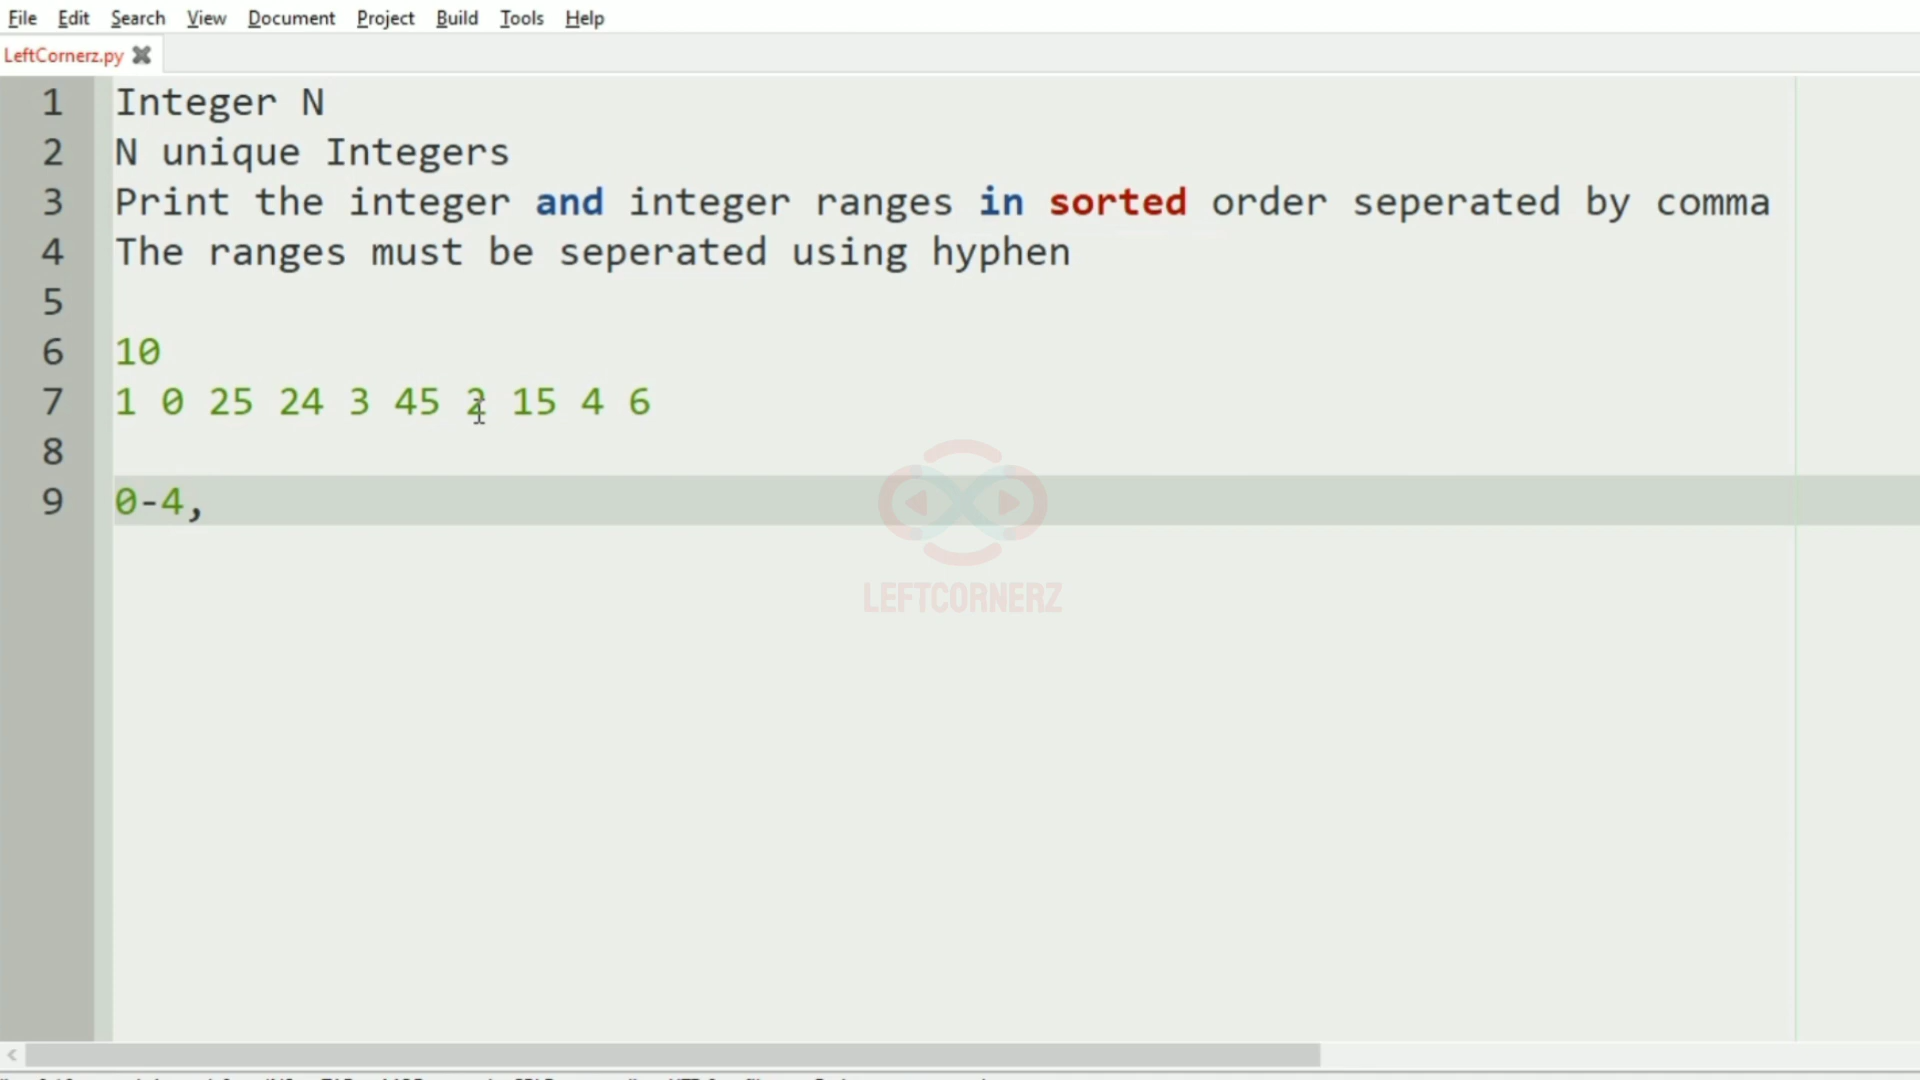 File Edit Search View Document Project Build Tools Help
LeftCornerz.py
1 Integer N
2 N unique Integers
3 Print the integer and integer ranges in sorted order seperated by comma
4 The ranges must be seperated using hyphen
5
6 10
7 1 0 25 24 3 45 2 15 4 6
8
9 0-4,
LEFTCORNERZ